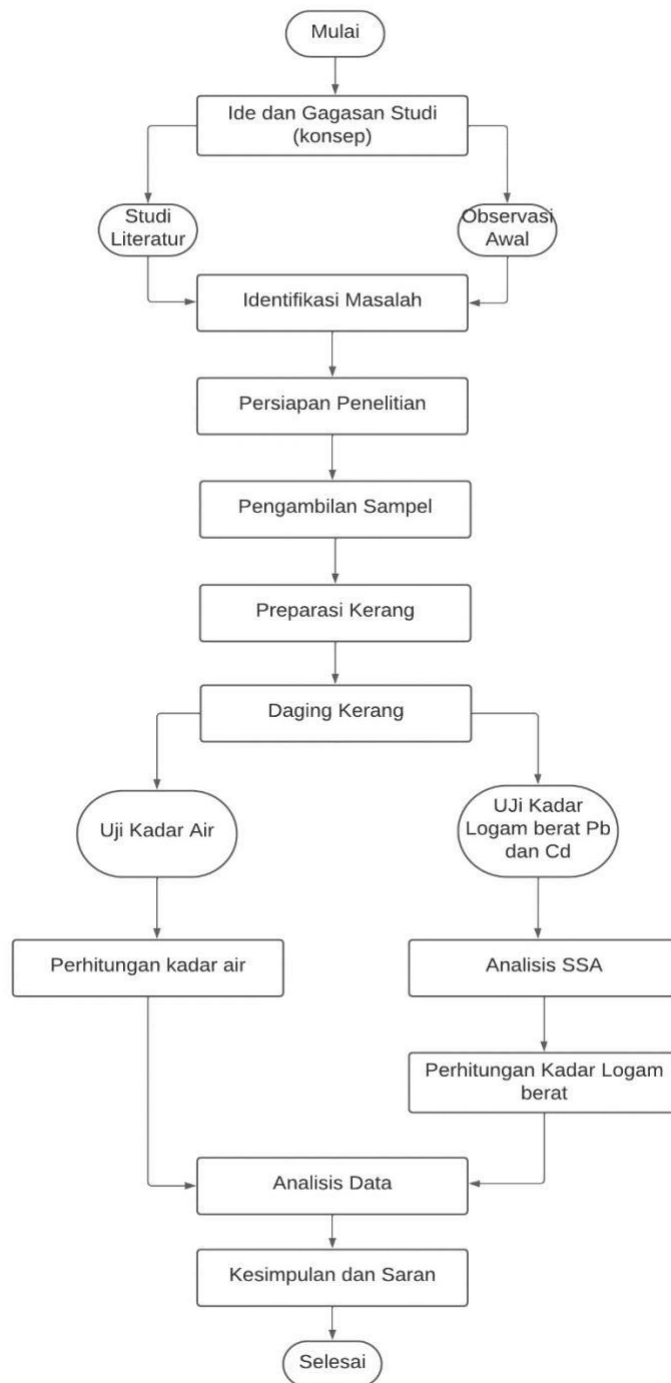 Mulai
Ide dan Gagasan Studi
(konsep)
Studi
Literatur
Observasi
Awal
Identifikasi Masalah
Persiapan Penelitian
Pengambilan Sampel
Preparasi Kerang
Daging Kerang
Uji Kadar Air
UJi Kadar
Logam berat Pb
dan Cd
Perhitungan kadar air
Analisis SSA
Perhitungan Kadar Logam
berat
Analisis Data
Kesimpulan dan Saran
Selesai